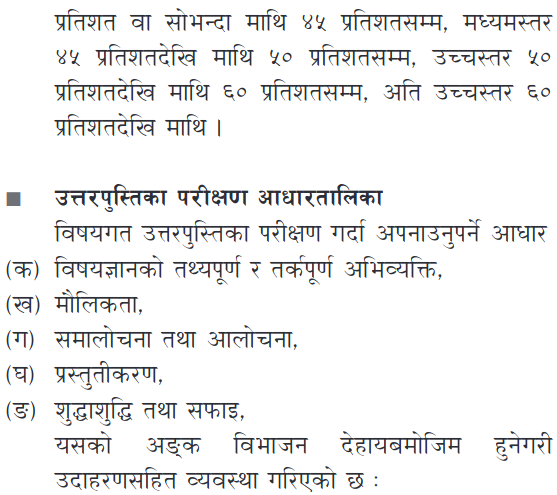 प्रतिशत वा सोभन्दा माथि ४५ प्रतिशतसम्म, मध्यमस्तर
४५ प्रतिशतदेखि माथि ५० प्रतिशतसम्म, उच्चस्तर ५०
प्रतिशतदेखि माथि ६० प्रतिशतसम्म, अति उच्चस्तर ६०
प्रतिशतदेखि माथि ।
■ उत्तरपुस्तिका परीक्षण आधारतालिका
विषयगत उत्तरपुस्तिका परीक्षण गर्दा अपनाउनुपर्ने आधार
(क) विषयज्ञानको तथ्यपूर्ण र तर्कपूर्ण अभिव्यक्ति,
(ख) मौलिकता,
(ग) समालोचना तथा आलोचना,
(घ) प्रस्तुतीकरण,
(ङ) शुद्धाशुद्धि तथा सफाइ,
यसको अङ्क विभाजन देहायबमोजिम हुनेगरी
उदाहरणसहित व्यवस्था गरिएको छ :